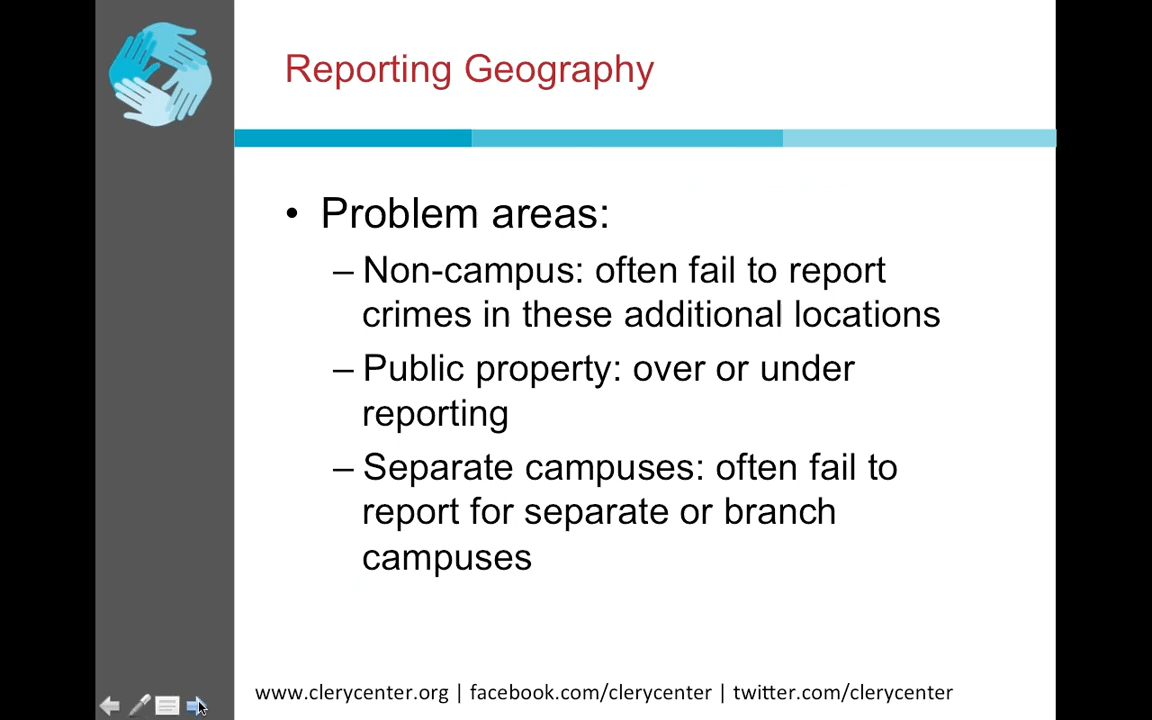 Reporting Geography
• Problem areas:
– Non-campus: often fail to report
crimes in these additional locations
– Public property: over or under
reporting
– Separate campuses: often fail to
report for separate or branch
campuses
www.clerycenter.org | facebook.com/clerycenter | twitter.com/clerycenter